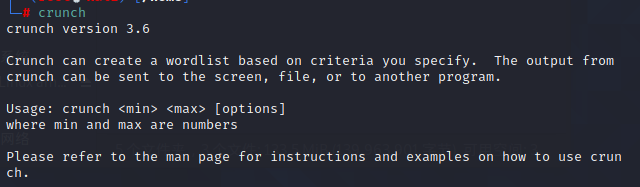 # crunch
crunch version 3.6
Crunch can create a wordlist based on criteria you specify.  The output from
crunch can be sent to the screen, file, or to another program.
Usage: crunch <min> <max> [options]
where min and max are numbers
Please refer to the man page for instructions and examples on how to use crun
ch.